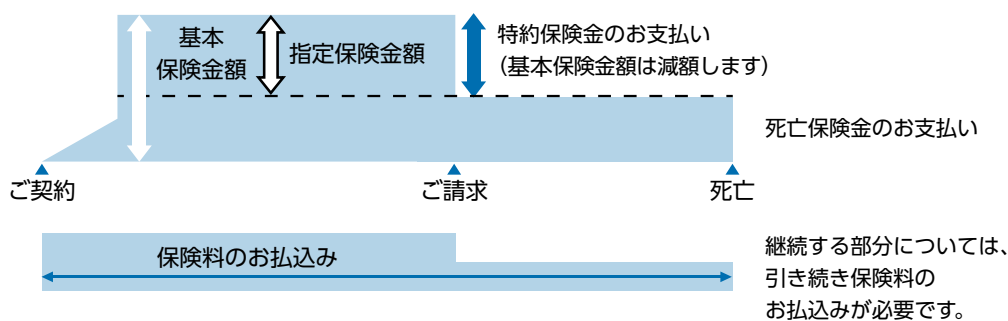 基本
保険金額
指定保険金額
特約保険金のお支払い
（基本保険金額は減額します）
死亡保険金のお支払い
ご契約
ご請求
死亡
保険料のお払込み
継続する部分については、
引き続き保険料の
お払込みが必要です。